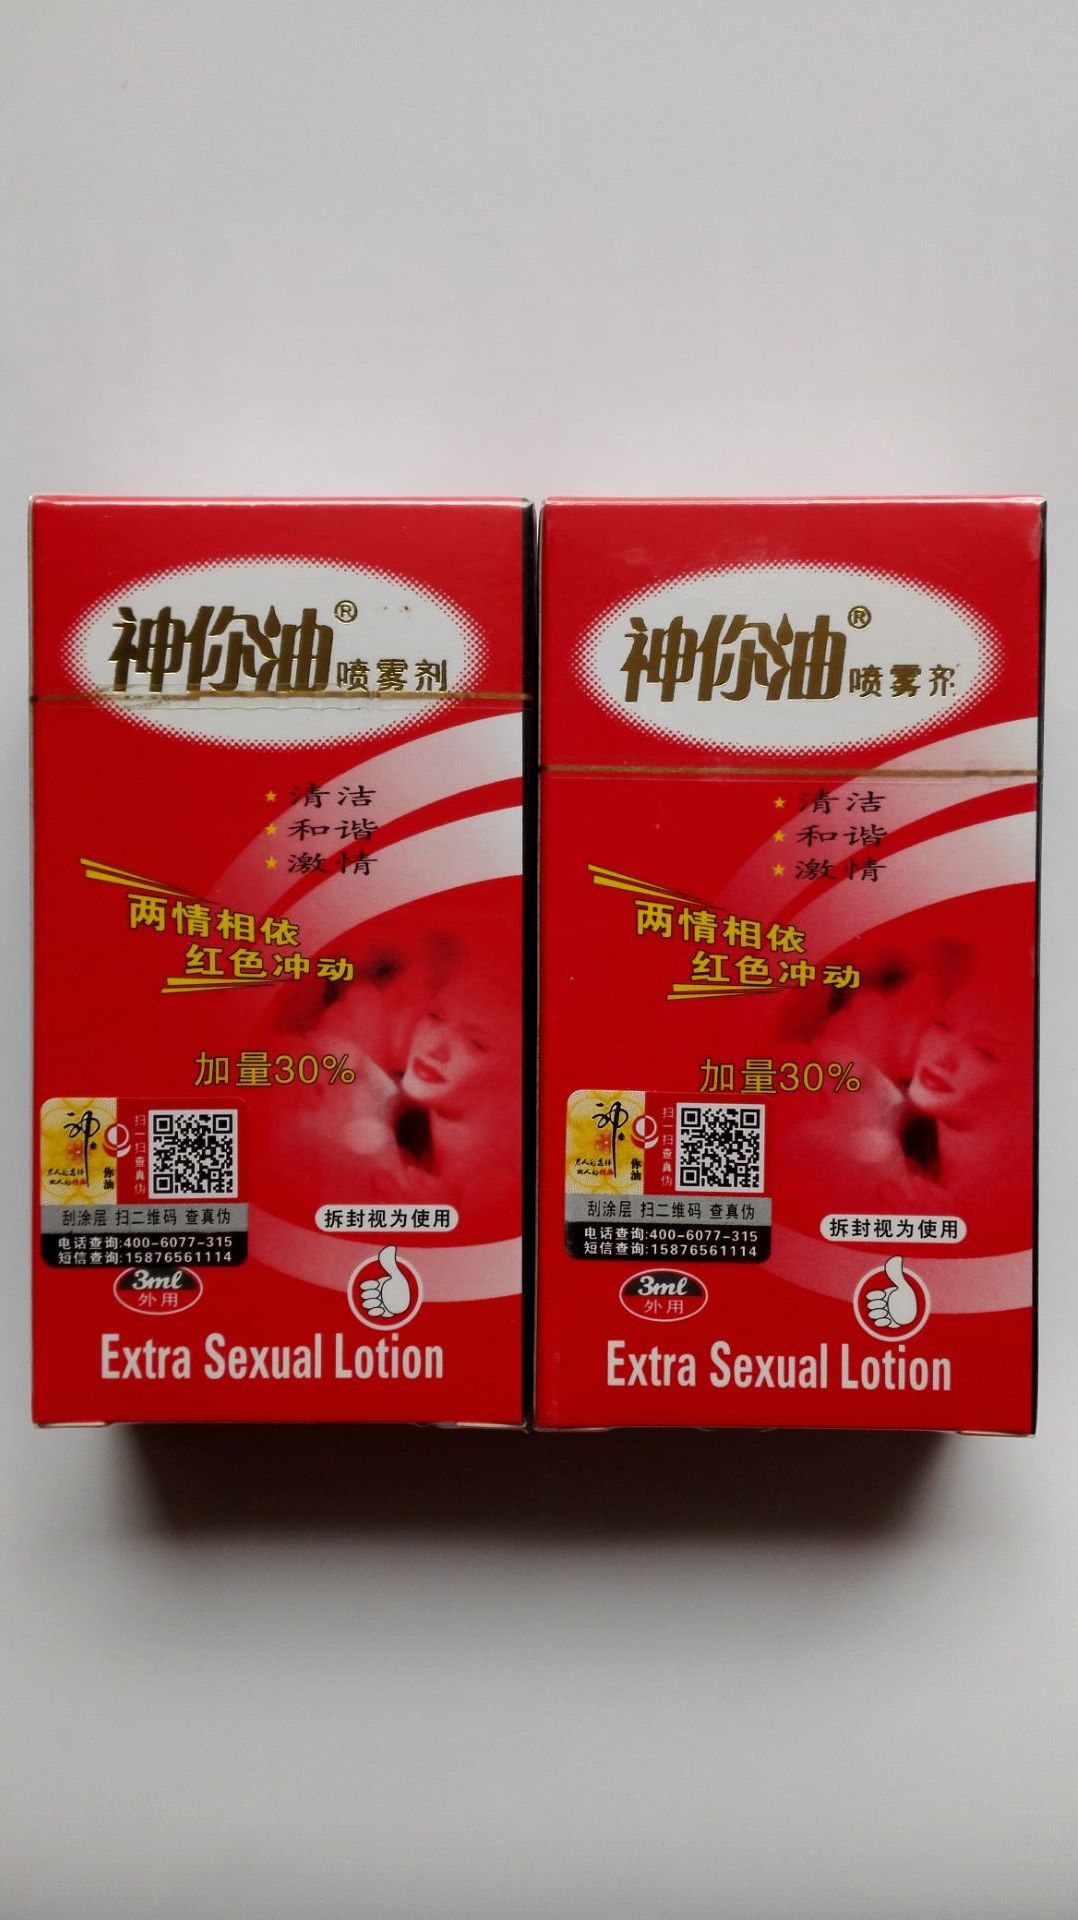 神你油®喷雾剂
清洁
和谐
激情
两情相依
红色冲动
加量30%
神
你油
扫一扫查真伪
刮涂层 扫二维码 查真伪
电话查询:400-6077-315
短信查询:15876561114
拆封视为使用
3ml
外用
Extra Sexual Lotion
神你油®喷雾剂
清洁
和谐
激情
两情相依
红色冲动
加量30%
神
你油
扫一扫查真伪
刮涂层 扫二维码 查真伪
电话查询:400-6077-315
短信查询:15876561114
拆封视为使用
3ml
外用
Extra Sexual Lotion